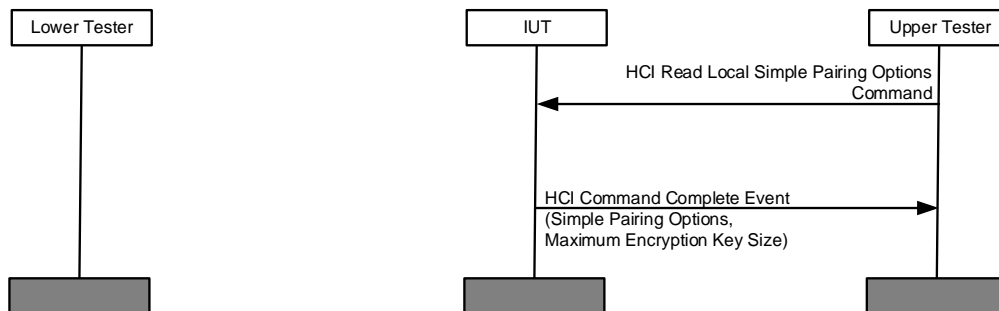 Lower Tester
IUT
Upper Tester
HCI Read Local Simple Pairing Options
Command
HCI Command Complete Event
(Simple Pairing Options,
Maximum Encryption Key Size)